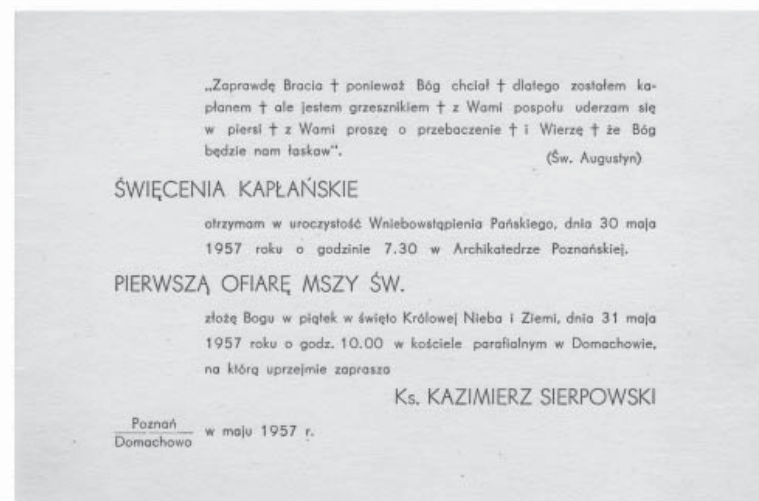 „Zaprawdę Bracia † ponieważ Bóg chciał † dlatego zostałem ka-
płanem † ale jestem grzesznikiem † z Wami pospołu uderzam się
w piersi † z Wami proszę o przebaczenie † i Wierzę † że Bóg
będzie nam łaskaw".
(Św. Augustyn)
ŚWIĘCENIA KAPŁAŃSKIE
otrzymam w uroczystość Wniebowstąpienia Pańskiego, dnia 30 maja
1957 roku o godzinie 7.30 w Archikatedrze Poznańskiej.
PIERWSZĄ OFIARĘ MSZY ŚW.
złożę Bogu w piątek w święto Królowej Nieba i Ziemi, dnia 31 maja
1957 roku o godz. 10.00 w kościele parafialnym w Domachowie,
na którą uprzejmie zaprasza
Ks. KAZIMIERZ SIERPOWSKI
Poznań
Domachowo w maju 1957 r.